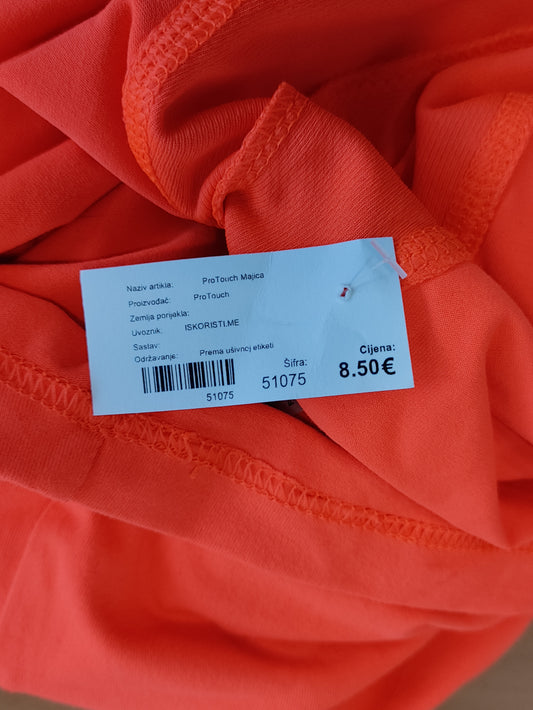 Naziv artikla: ProTouch Majica
Proizvođač: ProTouch
Zemlja porijekla:
Uvoznik: ISKORISTI.ME
Sastav:
Održavanje: Prema ušivnoj etiketi
51075
Šifra:
51075
Cijena:
8.50€